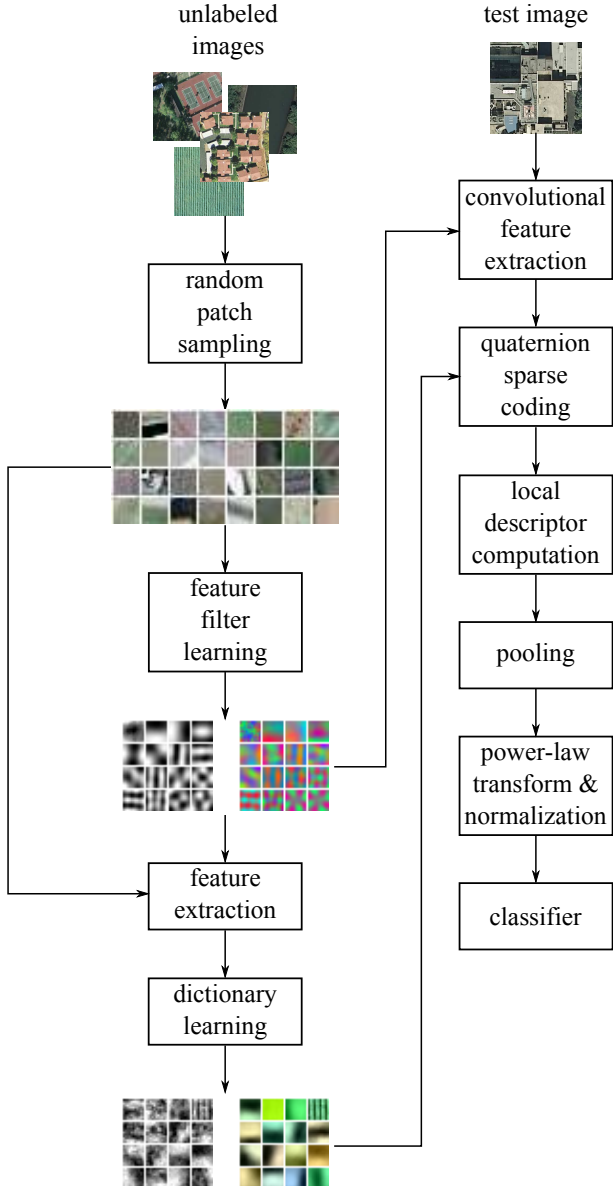 unlabeled
images
random
patch
sampling
feature
filter
learning
feature
extraction
dictionary
learning
test image
convolutional
feature
extraction
quaternion
sparse
coding
local
descriptor
computation
pooling
power-law
transform &
normalization
classifier